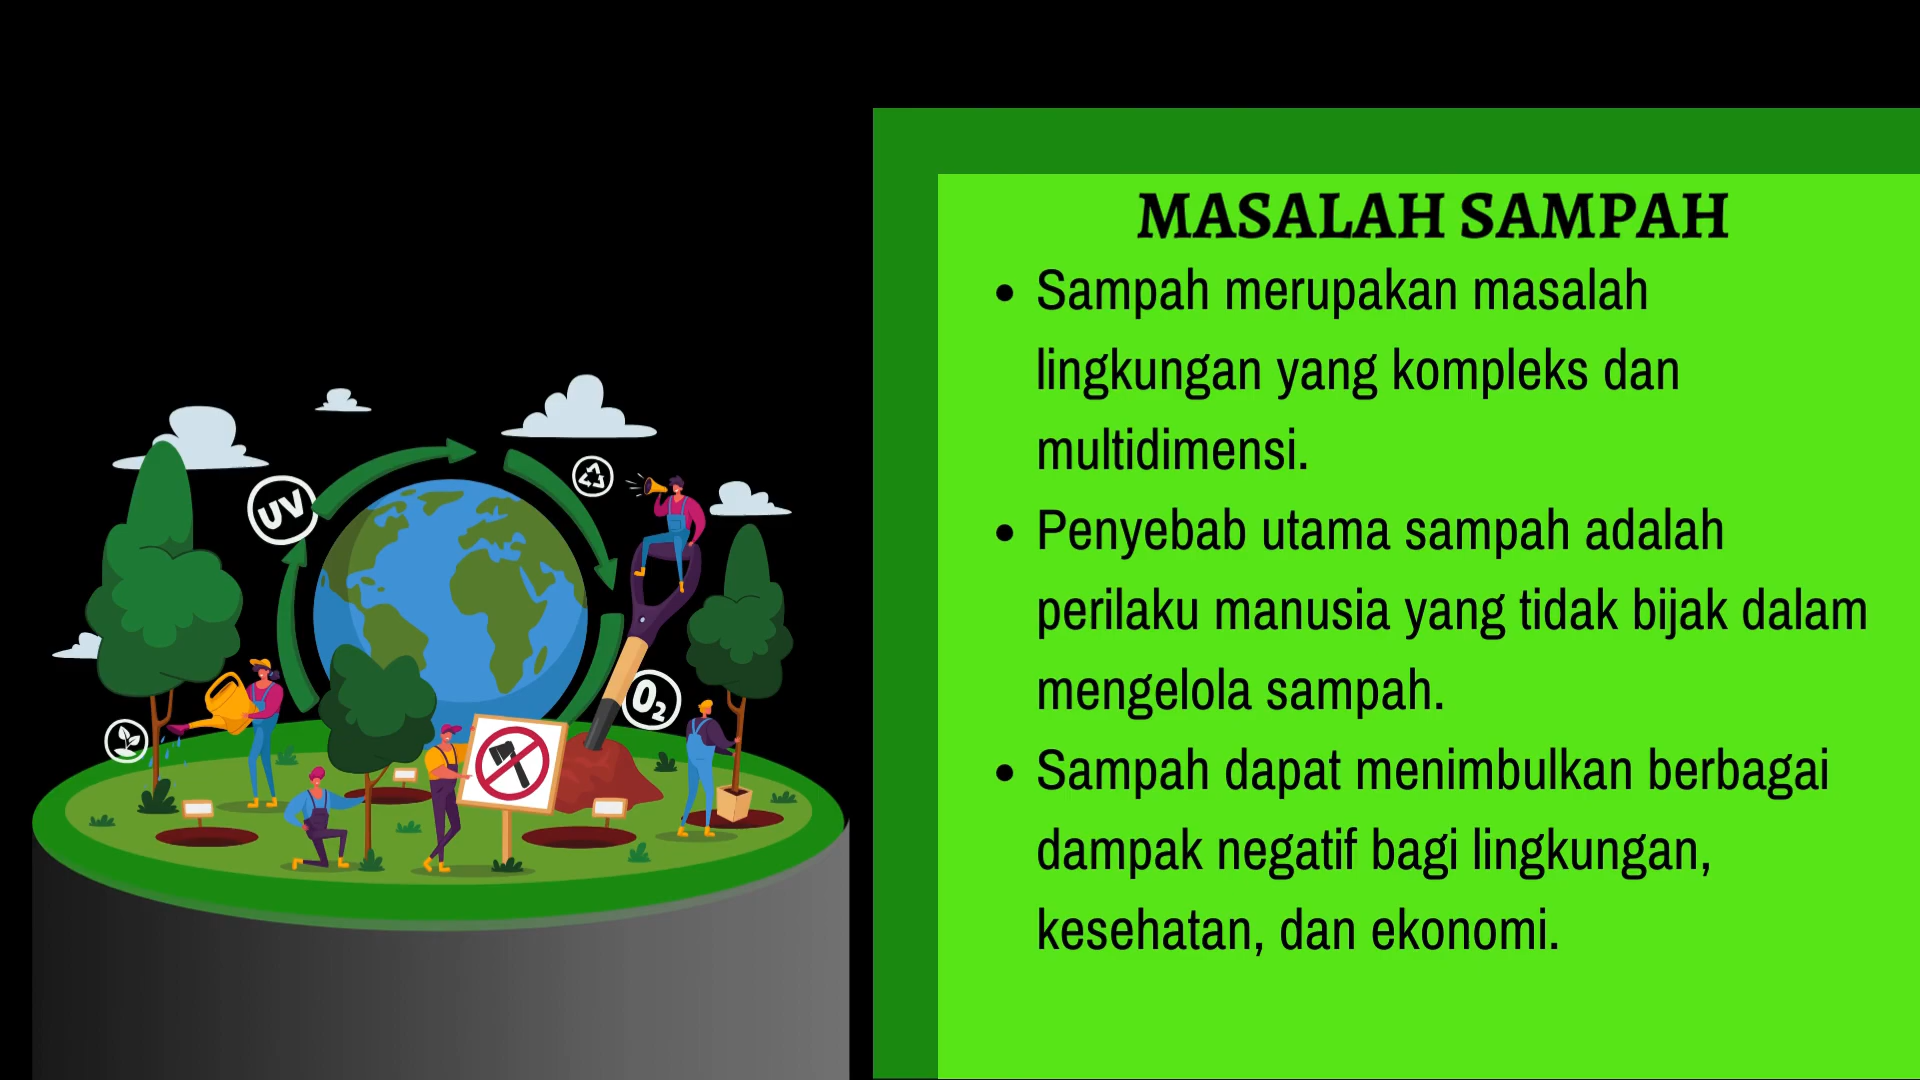 MASALAH SAMPAH
• Sampah merupakan masalah
lingkungan yang kompleks dan
multidimensi.
• Penyebab utama sampah adalah
perilaku manusia yang tidak bijak dalam
mengelola sampah.
• Sampah dapat menimbulkan berbagai
dampak negatif bagi lingkungan,
kesehatan, dan ekonomi.
UV
O₂